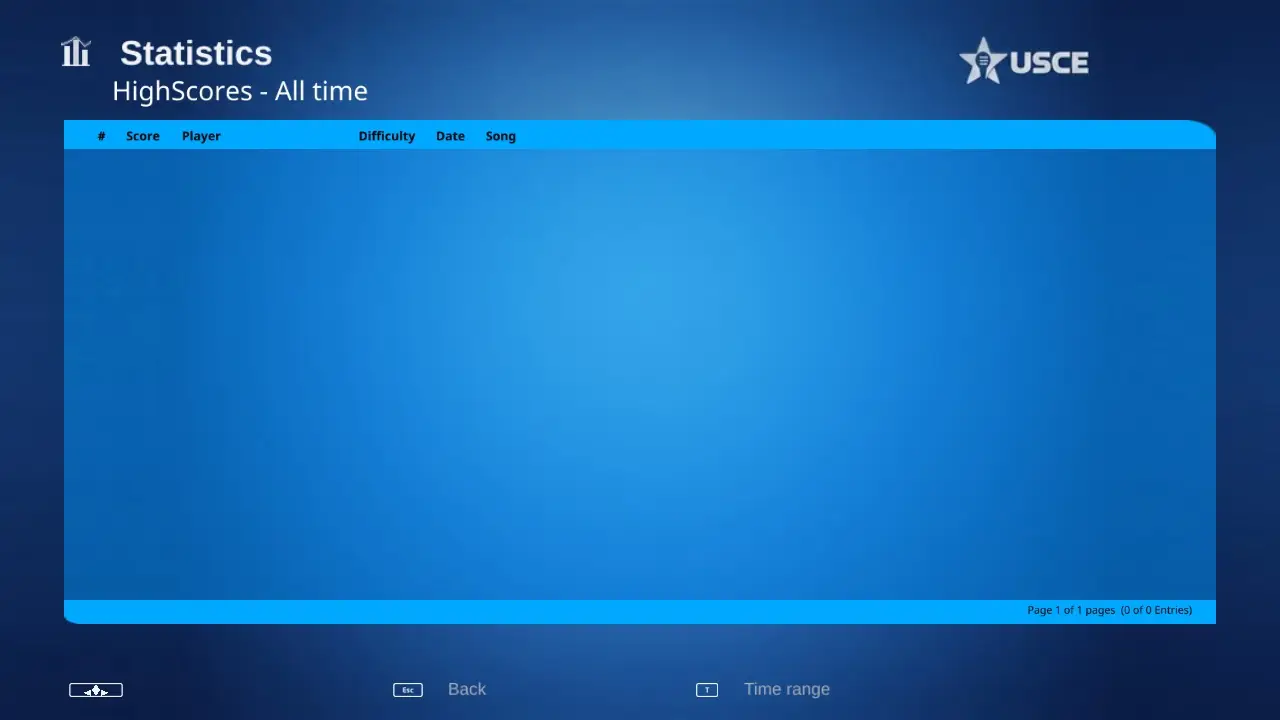 Statistics
USCE
HighScores - All time
# Score Player Difficulty Date Song
Page 1 of 1 pages (0 of 0 Entries)
Esc Back T Time range